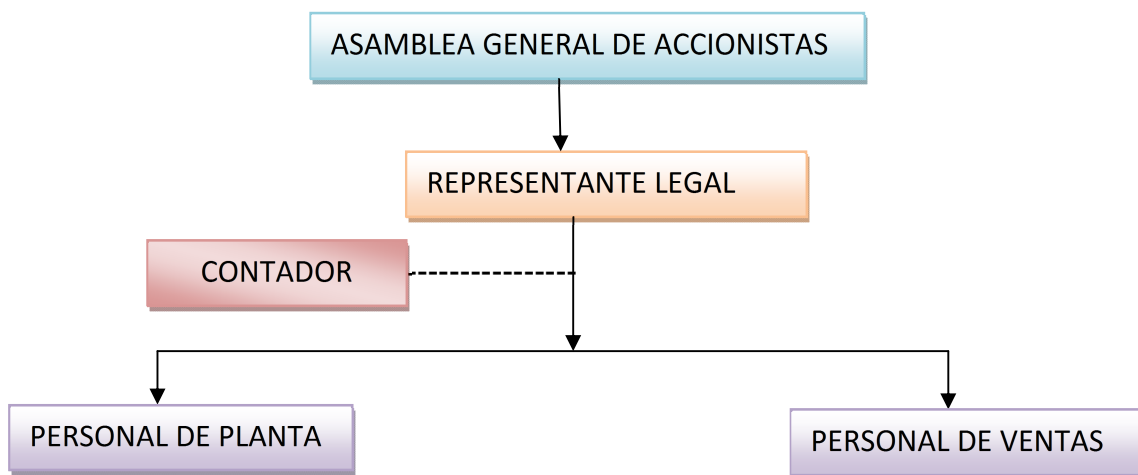 ASAMBLEA GENERAL DE ACCIONISTAS
REPRESENTANTE LEGAL
CONTADOR
PERSONAL DE PLANTA
PERSONAL DE VENTAS